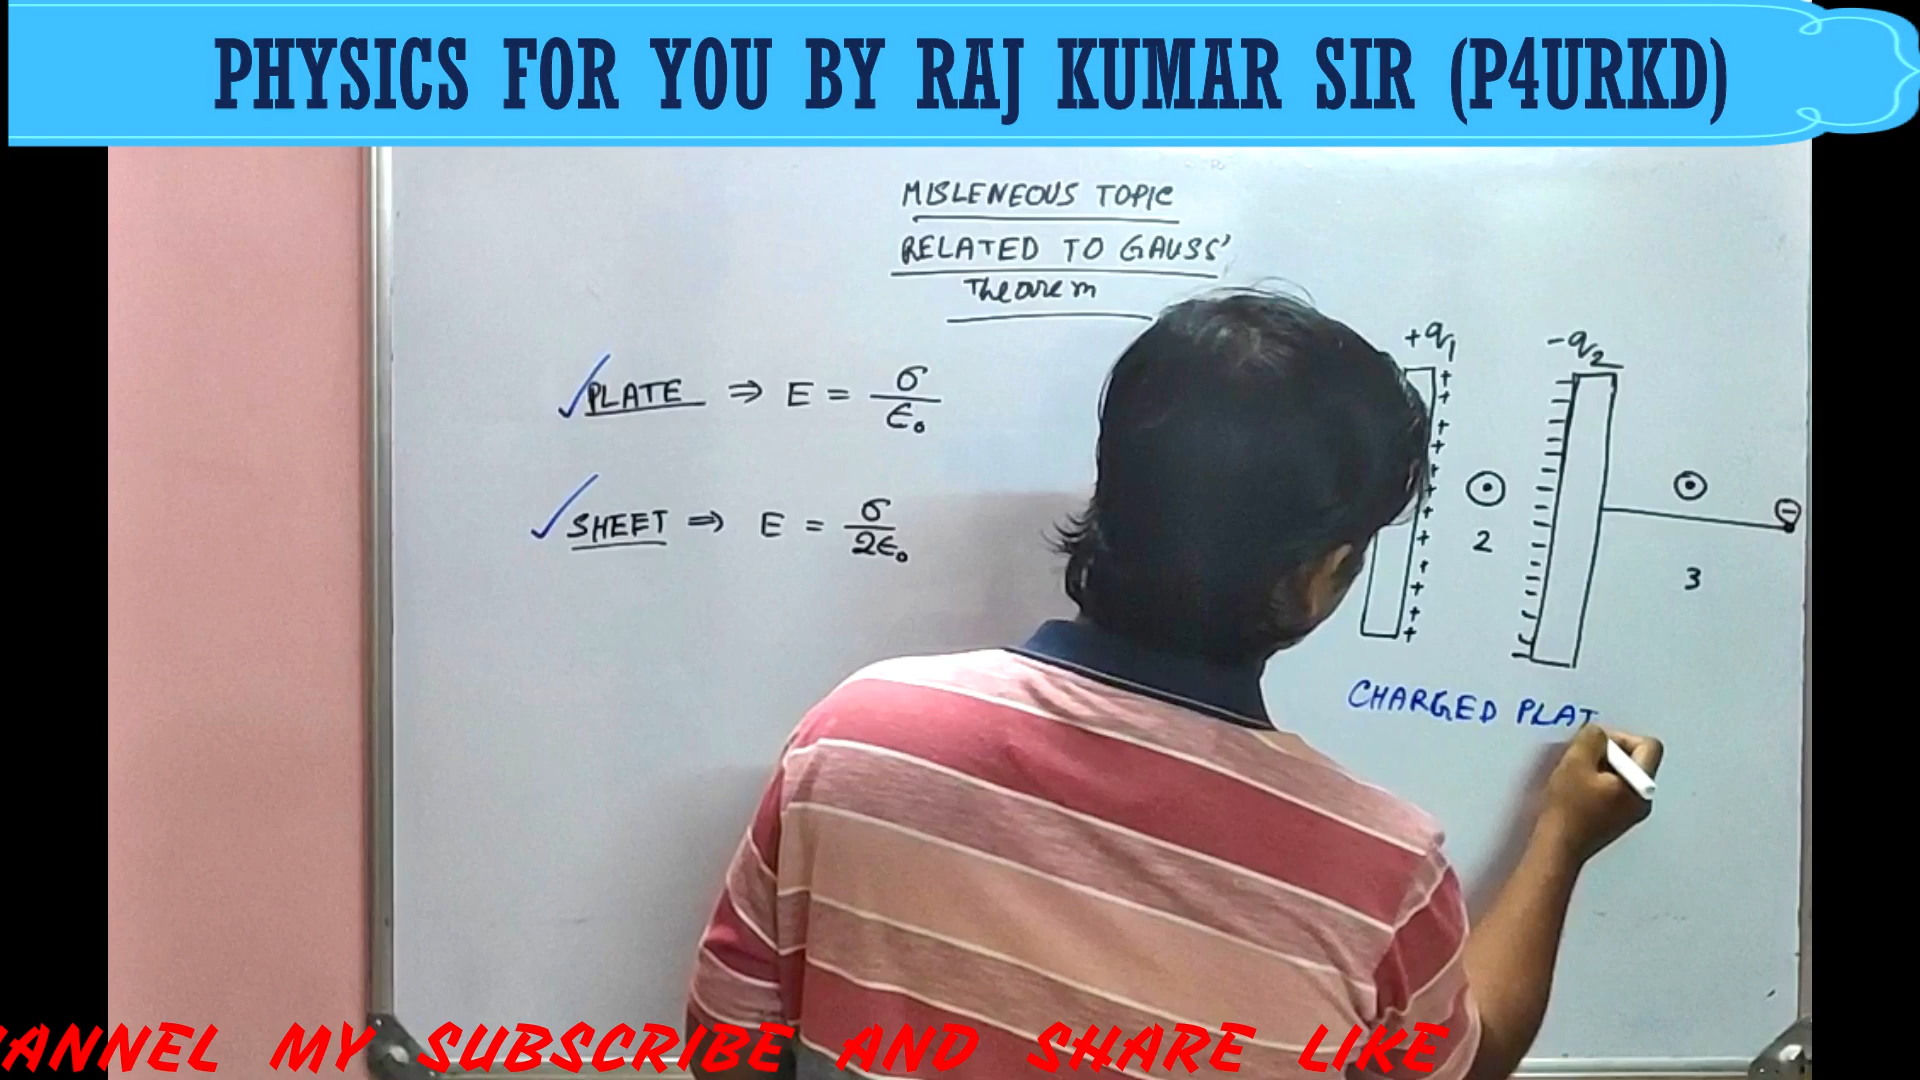 PHYSICS FOR YOU BY RAJ KUMAR SIR (P4URKD)
MISLENEOUS TOPIC
RELATED TO GAUSS'
Theorem
PLATE ⇒ E = σ/ϵ₀
SHEET ⇒ E = σ/2ϵ₀
+q₁
-q₂
2
3
CHARGED PLAT
ANNEL MY SUBSCRIBE AND SHARE LIKE